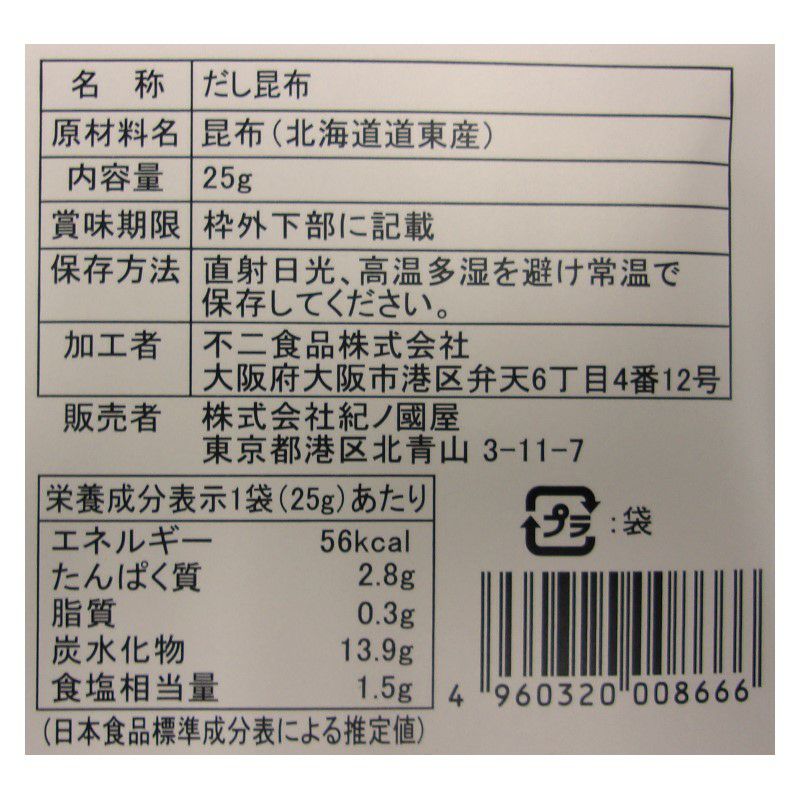 名 称 だし昆布
原材料名 昆布(北海道道東産)
内容量 25g
賞味期限 枠外下部に記載
保存方法 直射日光、高温多湿を避け常温で
保存してください。
加工者 不二食品株式会社
大阪府大阪市港区弁天6丁目4番12号
販売者 株式会社紀ノ國屋
東京都港区北青山 3-11-7
栄養成分表示1袋(25g)あたり
エネルギー 56kcal
たんぱく質 2.8g
脂質 0.3g
炭水化物 13.9g
食塩相当量 1.5g
(日本食品標準成分表による推定値)
プラ :袋
4 960320 008666